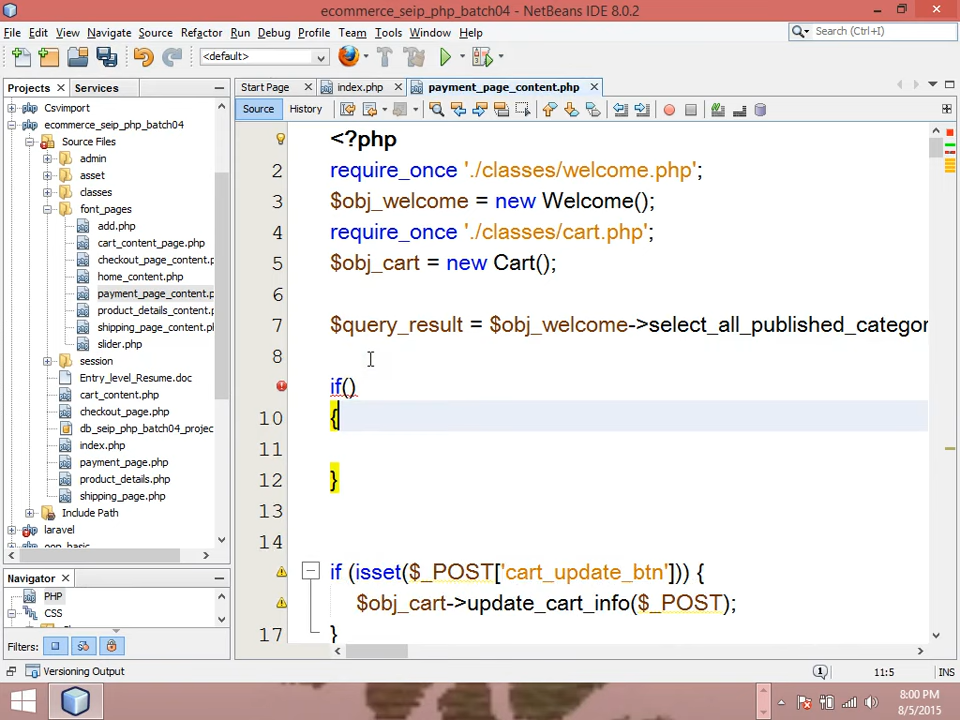 ecommerce_seip_php_batch04 - NetBeans IDE 8.0.2
File Edit View Navigate Source Refactor Run Debug Profile Team Tools Window Help
Search (Ctrl+I)
<default>
Projects Services
Start Page index.php payment_page_content.php
Source History
Csvimport
ecommerce_seip_php_batch04
Source Files
admin
asset
classes
font_pages
add.php
cart_content_page.php
checkout_page_content.p
home_content.php
payment_page_content.p
product_details_content.p
shipping_page_content.ph
slider.php
session
Entry_level_Resume.doc
cart_content.php
checkout_page.php
db_seip_php_batch04_projec
index.php
payment_page.php
product_details.php
shipping_page.php
Include Path
laravel
oop_basic
Navigator
PHP
CSS
Filters:
<?php
2 require_once './classes/welcome.php';
3 $obj_welcome = new Welcome();
4 require_once './classes/cart.php';
5 $obj_cart = new Cart();
6
7 $query_result = $obj_welcome->select_all_published_categor
8
if()
10 {
11
12 }
13
14
if (isset($_POST['cart_update_btn'])) {
$obj_cart->update_cart_info($_POST);
17 }
Versioning Output
1
11:5
INS
8:00 PM
8/5/2015